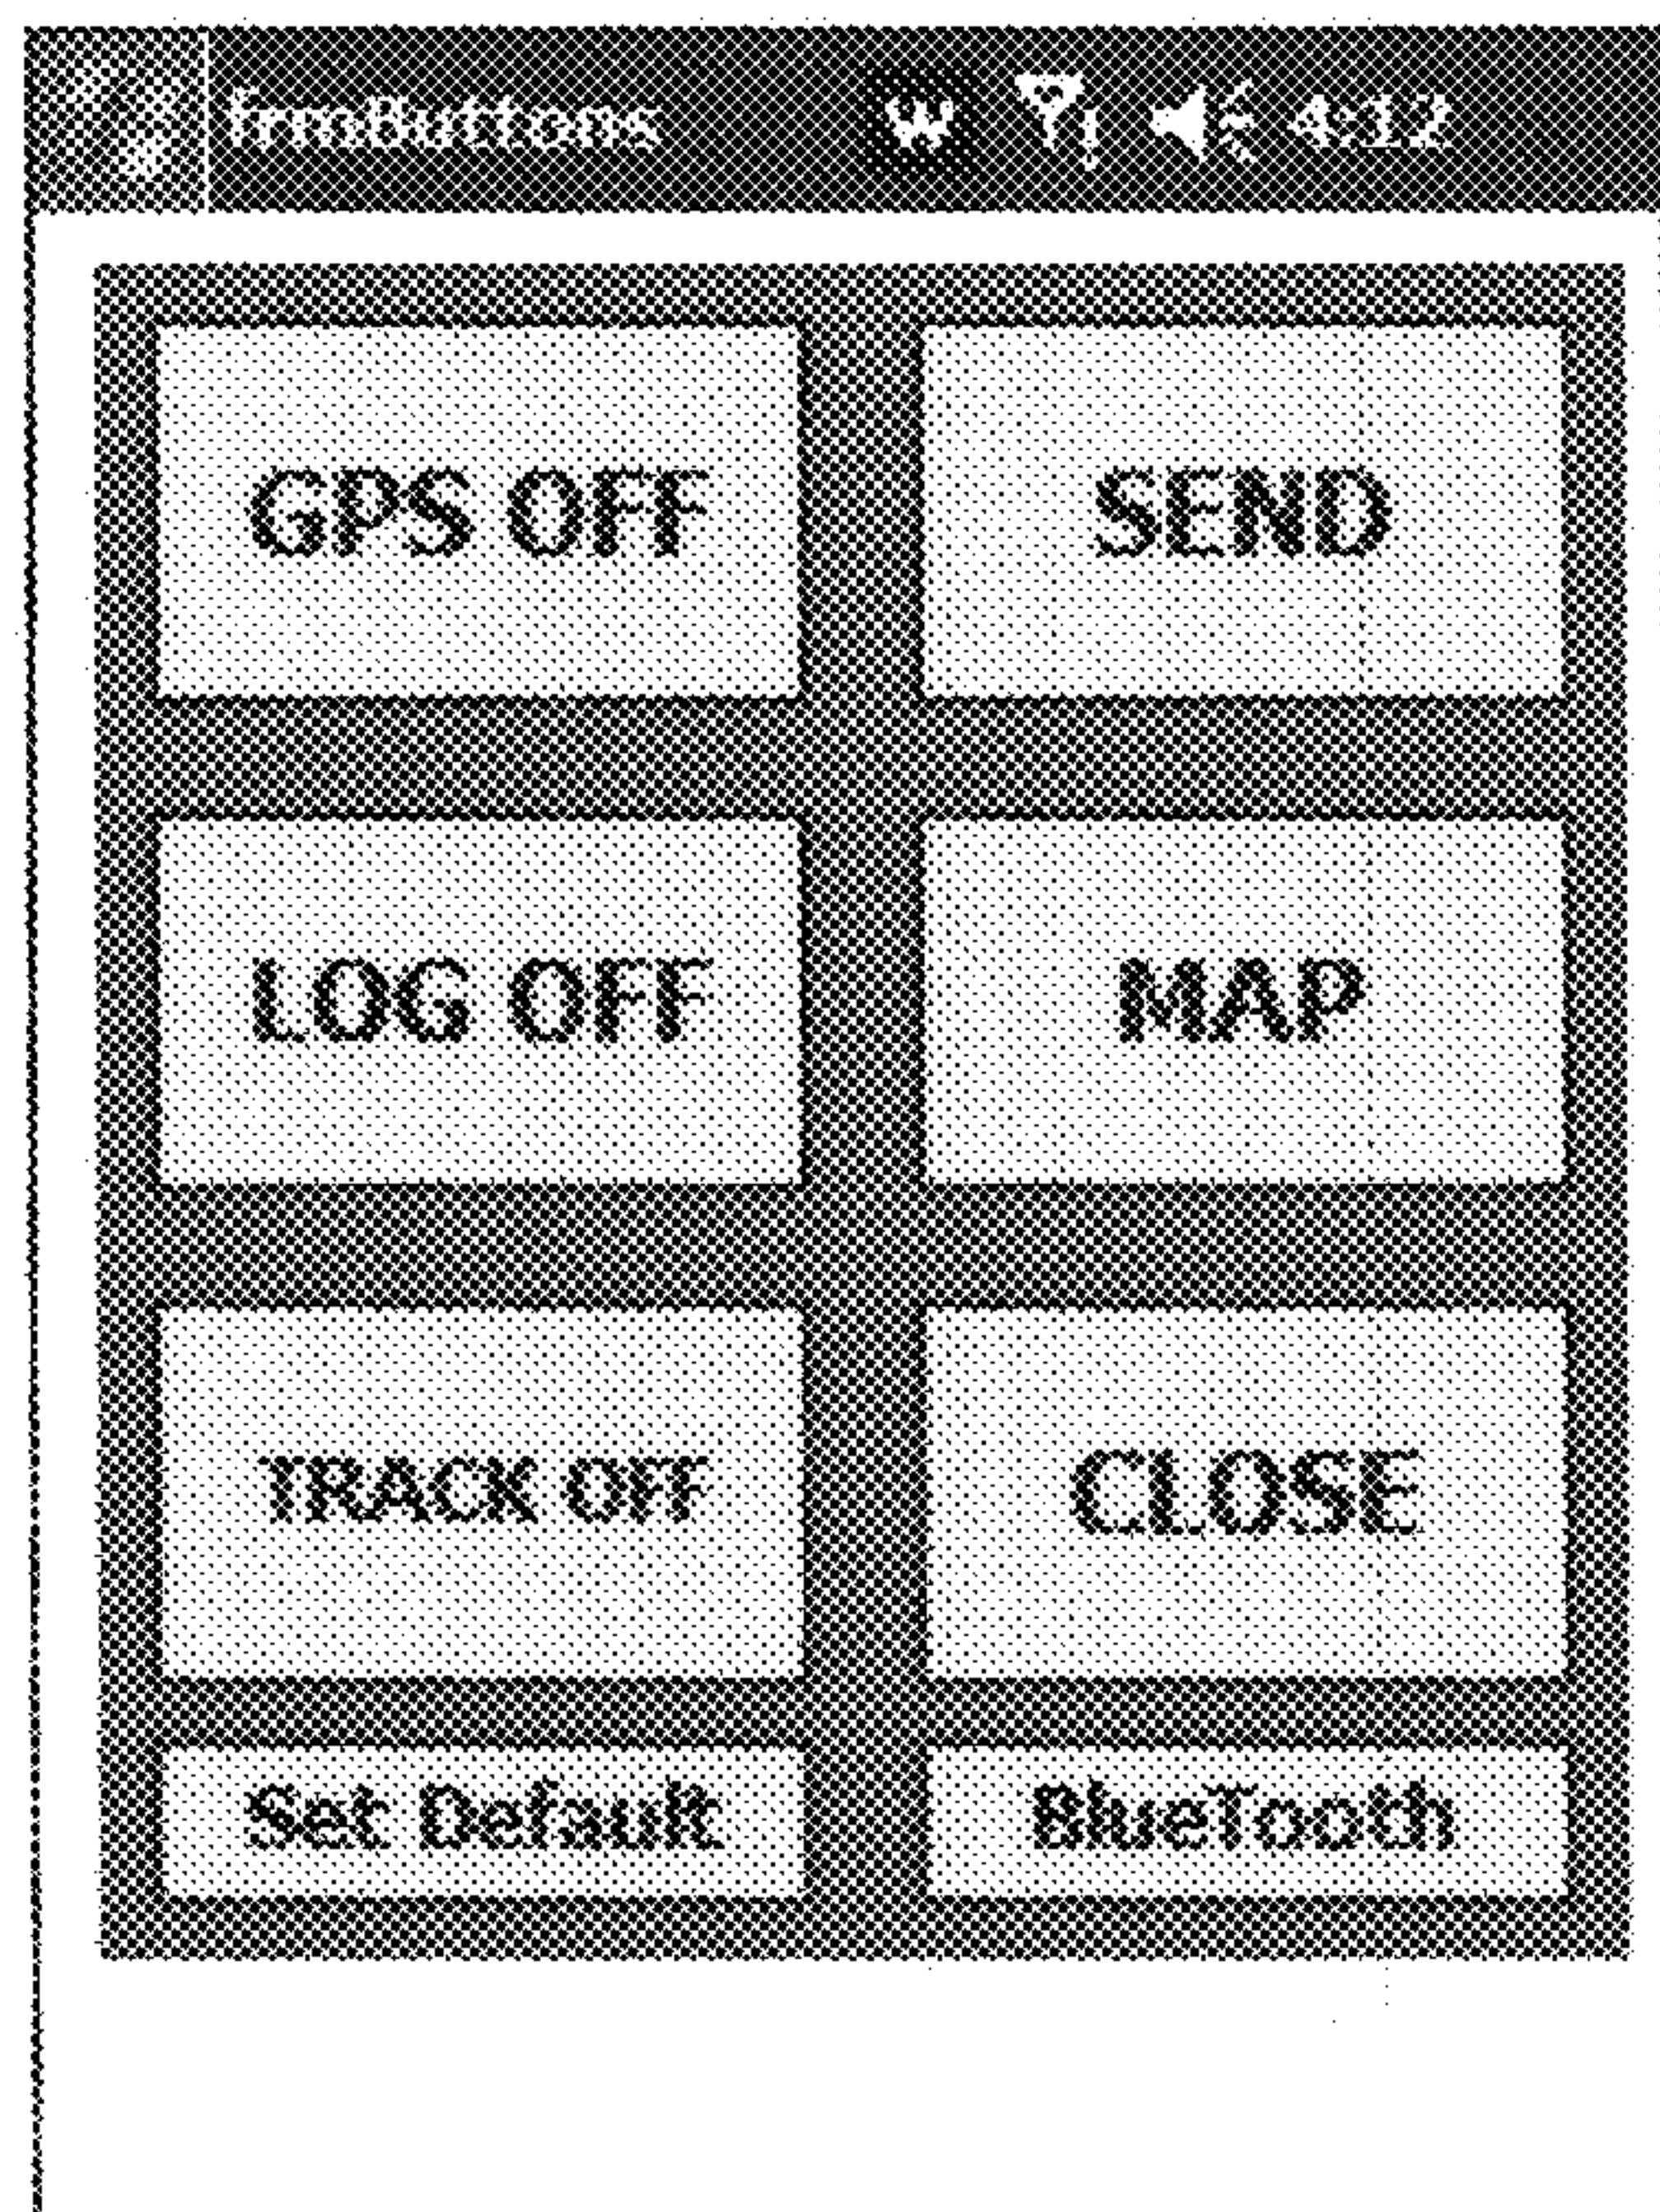 frmButtons 4:12
GPS OFF SEND
LOG OFF MAP
TRACK OFF CLOSE
Set Default BlueTooth